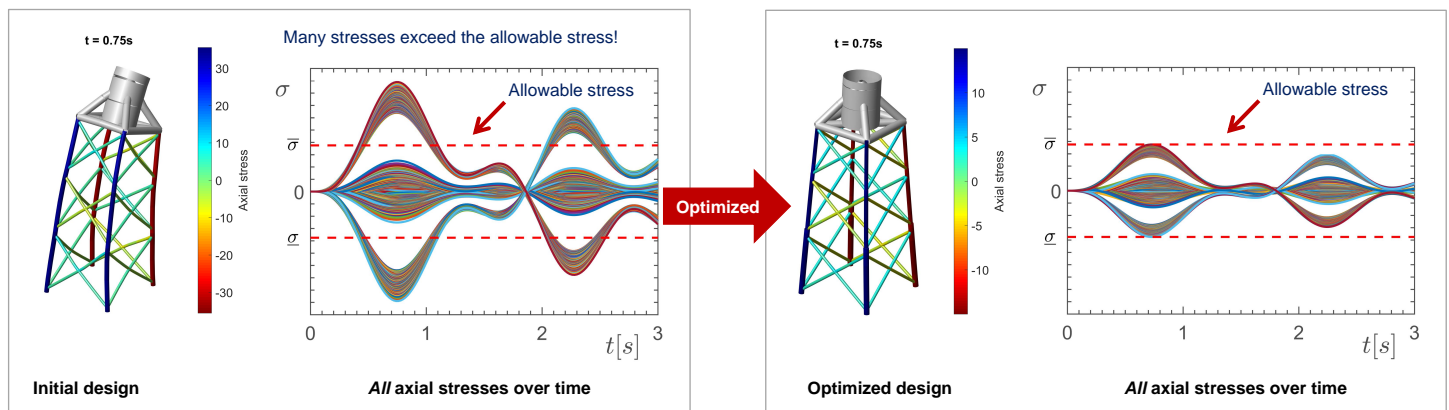 t = 0.75s
30
20
10
0
-10
-20
-30
Axial stress
Initial design
Many stresses exceed the allowable stress!
Allowable stress
σ
σ̅
0
σ̲
0
1
2
3
t[s]
All axial stresses over time
Optimized
t = 0.75s
10
5
0
-5
-10
Axial stress
Optimized design
Allowable stress
σ
σ̅
0
σ̲
0
1
2
3
t[s]
All axial stresses over time